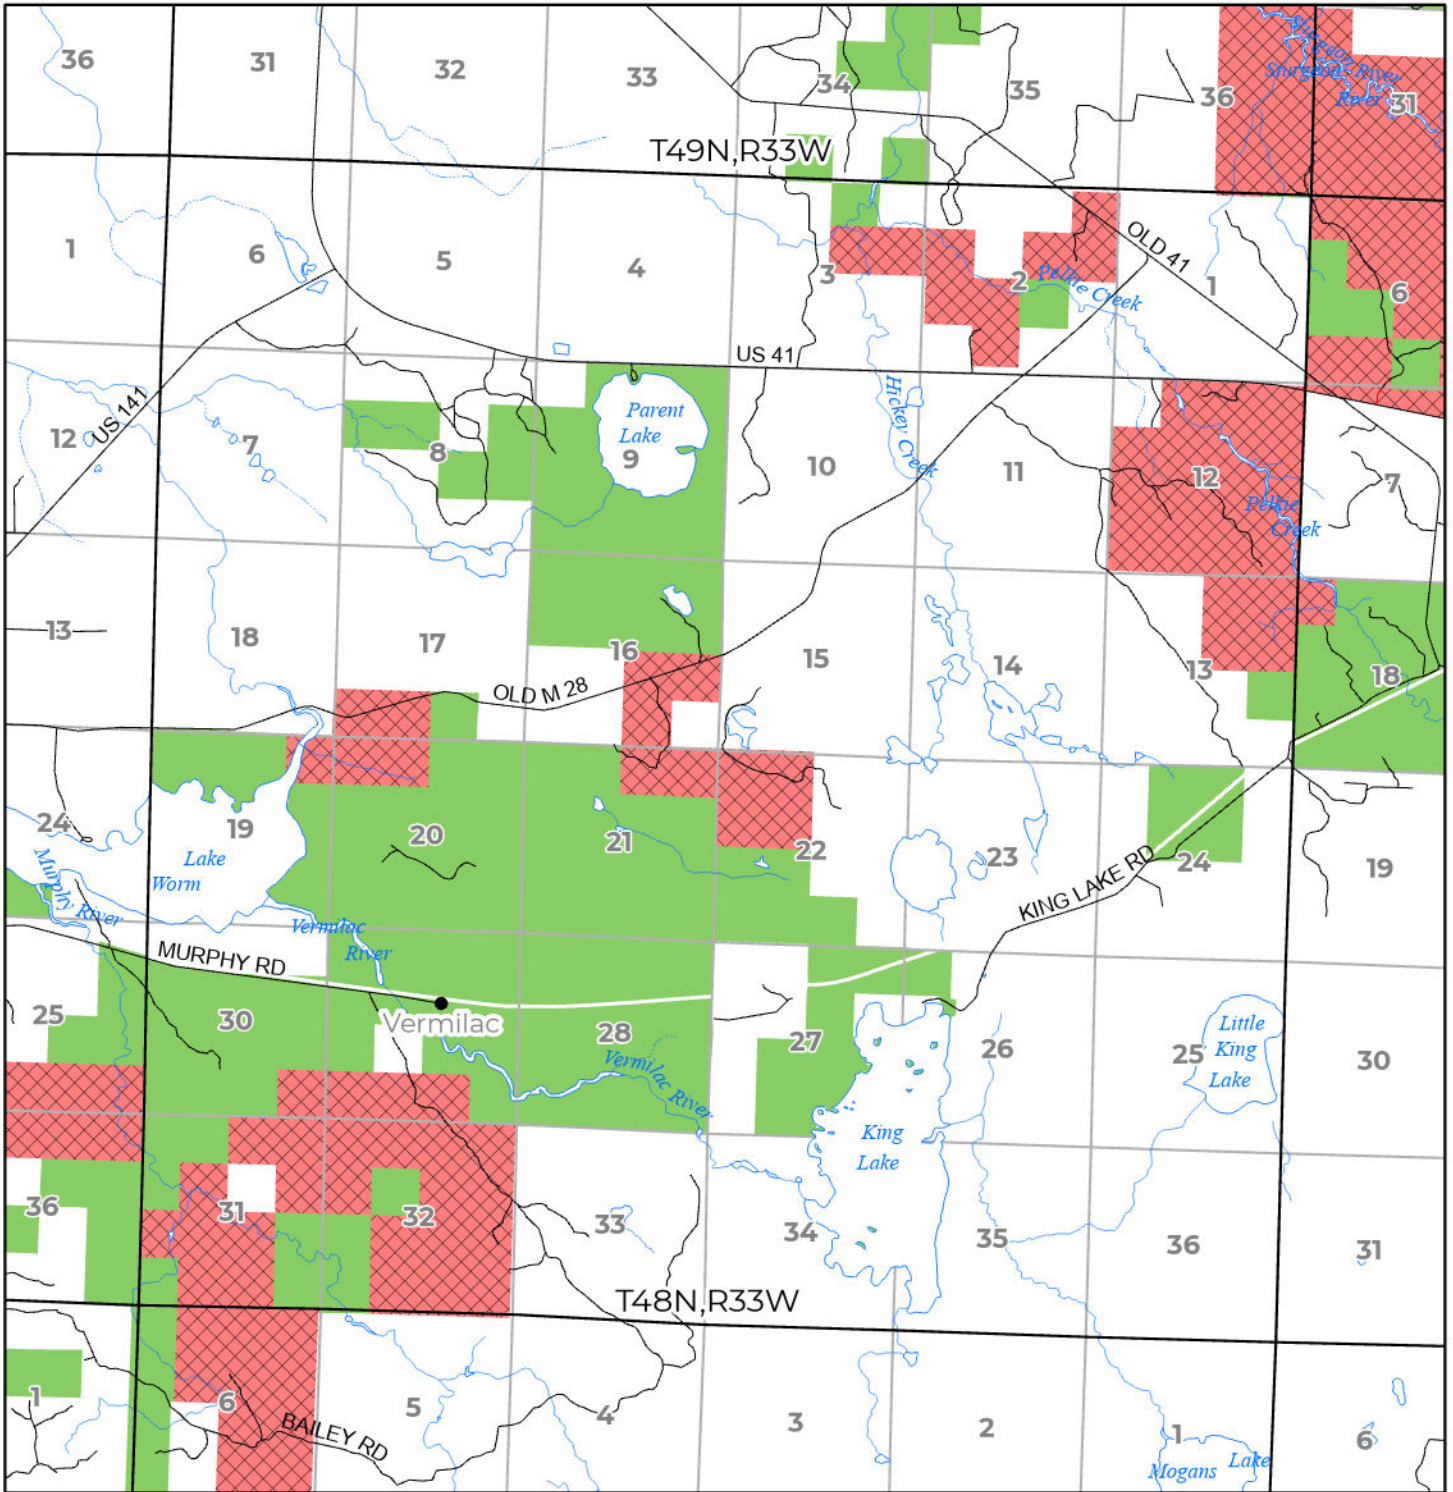 36
31
32
33
34
35
36
Sturgeon River
Sturgeon
River
31
T49N,R33W
1
6
5
4
3
2
Pelkie Creek
OLD 41
1
6
US 41
US 141
12
7
8
Parent
Lake
9
10
Hickey Creek
11
12
Pelkie
Creek
7
13
18
17
16
15
14
13
18
OLD M 28
24
19
Lake
Worm
20
21
22
23
24
19
KING LAKE RD
Murphy River
Vermilac
River
MURPHY RD
25
30
Vermilac
28
Vermilac River
27
26
25
Little
King
Lake
30
King
Lake
36
31
32
33
34
35
36
31
T48N,R33W
1
6
BAILEY RD
5
4
3
2
1
Mogans Lake
6